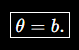 θ = b.